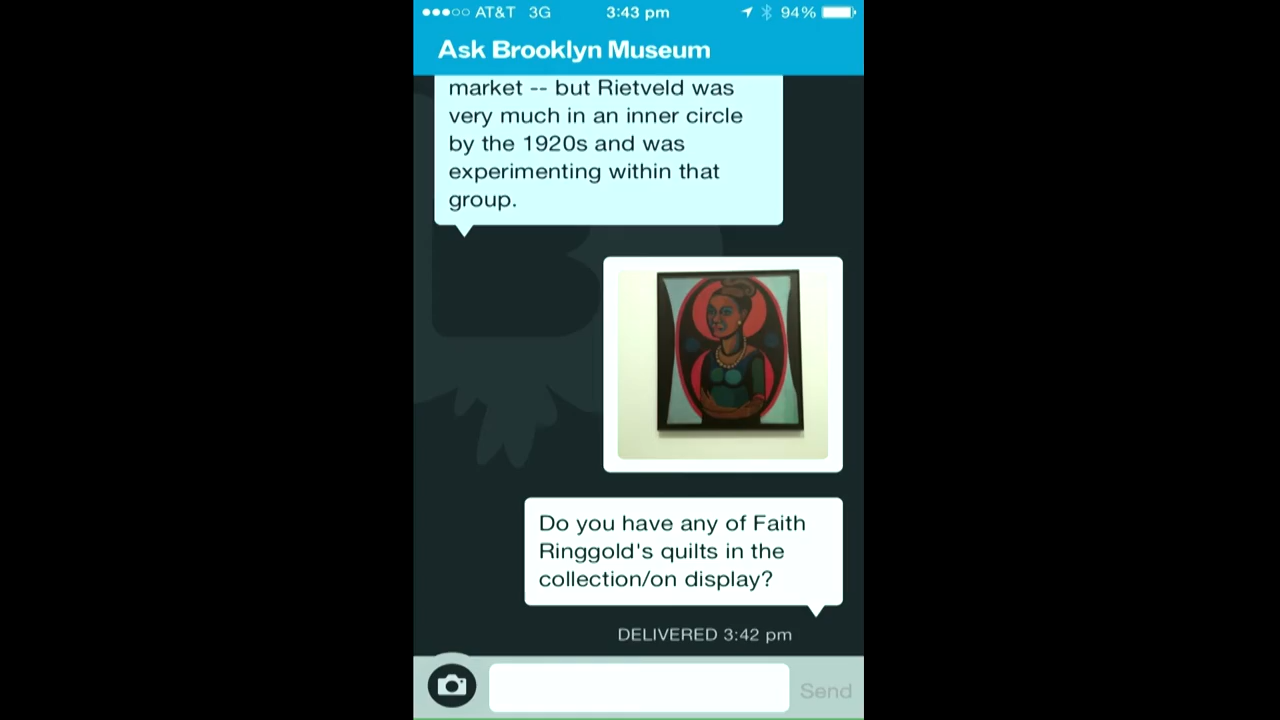 AT&T 3G 3:43 pm 94%
Ask Brooklyn Museum
market -- but Rietveld was
very much in an inner circle
by the 1920s and was
experimenting within that
group.
Do you have any of Faith
Ringgold's quilts in the
collection/on display?
DELIVERED 3:42 pm
Send